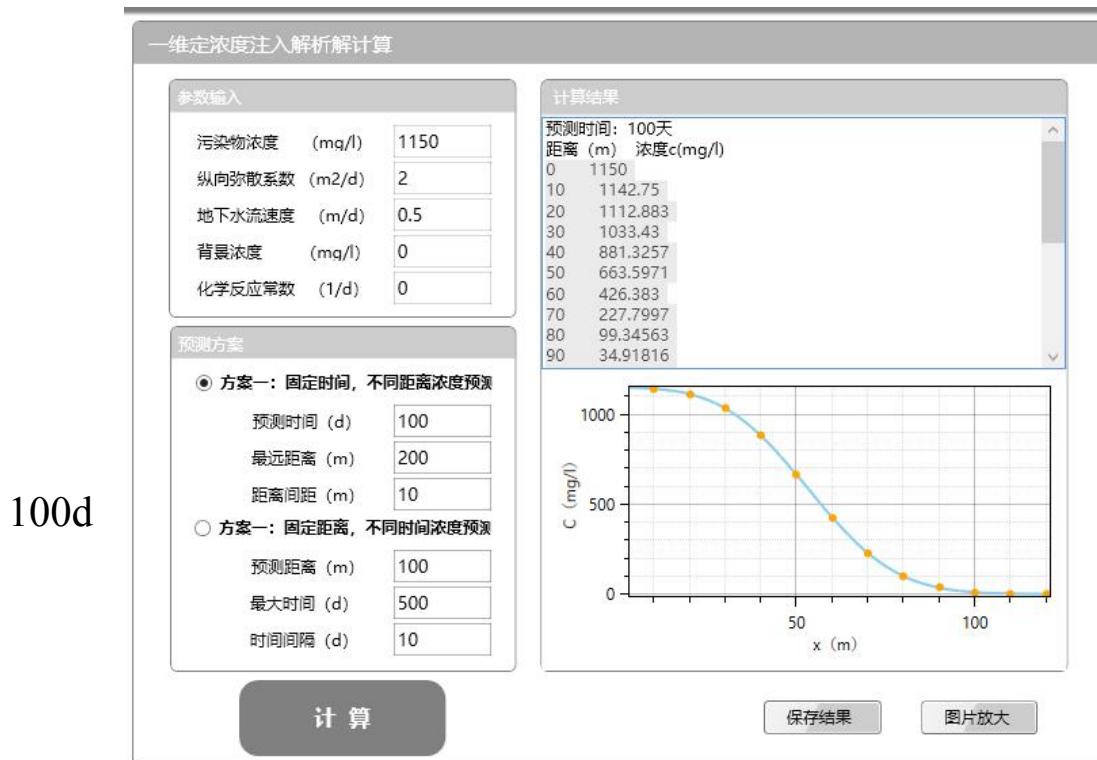 一维定浓度注入解析解计算
参数输入
污染物浓度 (mg/l) 1150
纵向弥散系数 (m2/d) 2
地下水流速度 (m/d) 0.5
背景浓度 (mg/l) 0
化学反应常数 (1/d) 0
预测方案
方案一：固定时间，不同距离浓度预测
预测时间 (d) 100
最远距离 (m) 200
距离间距 (m) 10
方案一：固定距离，不同时间浓度预测
预测距离 (m) 100
最大时间 (d) 500
时间间隔 (d) 10
计 算
计算结果
预测时间：100天
距离 (m) 浓度c(mg/l)
0 1150
10 1142.75
20 1112.883
30 1033.43
40 881.3257
50 663.5971
60 426.383
70 227.7997
80 99.34563
90 34.91816
C (mg/l)
1000
500
0
50 100
x (m)
保存结果 图片放大
100d